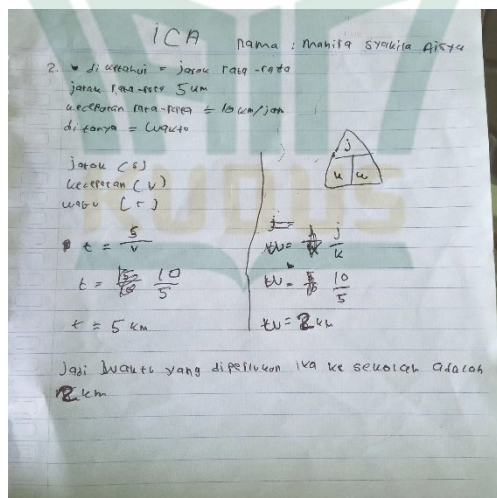 ICA
Nama : Mahira Syakila Aisya
2. • diketahui = jarak rata-rata
jarak rata-rata 5 km
kecepatan rata-rata = 10 km/jam
ditanya = waktu
jarak (s)
kecepatan (v)
waktu (t)
t = s/v
t = 10/5
t = 5 km
j
w k
w = j/k
w = 10/5
w = 2 km
Jadi waktu yang diperlukan ika ke sekolah adalah
2 km
KUDUS